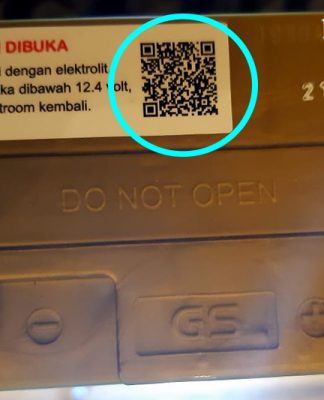 DIBUKA
i dengan elektrolit
ka dibawah 12.4 volt,
troom kembali.
DO NOT OPEN
GS